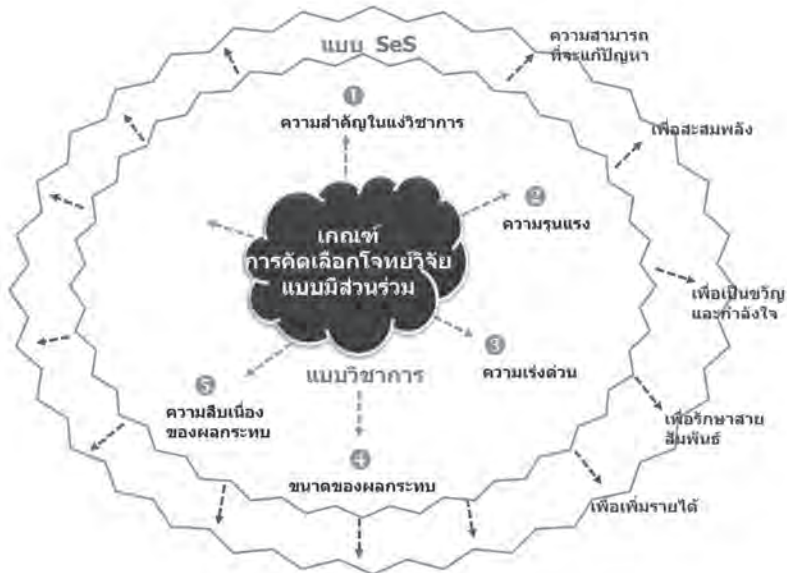 แบบ SeS
ความสามารถ
ที่จะแก้ปัญหา
❶
ความสำคัญในแง่วิชาการ
เพื่อสะสมพลัง
❷
ความรุนแรง
เกณฑ์
การคัดเลือกโจทย์วิจัย
แบบมีส่วนร่วม
เพื่อเป็นขวัญ
และกำลังใจ
❸
ความเร่งด่วน
แบบวิชาการ
❺
ความสืบเนื่อง
ของผลกระทบ
เพื่อรักษาสาย
สัมพันธ์
❹
ขนาดของผลกระทบ
เพื่อเพิ่มรายได้